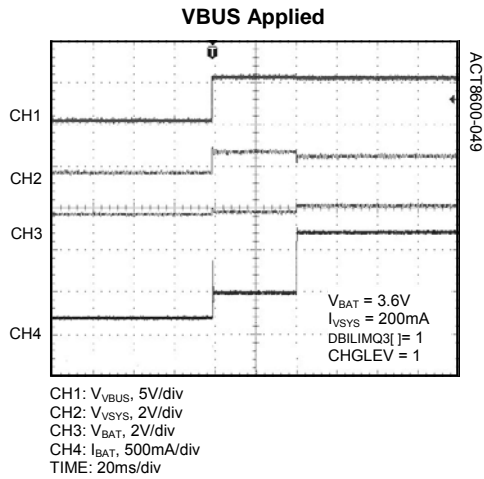 VBUS Applied
T
ACT8600-049
CH1
CH2
CH3
CH4
VBAT = 3.6V
IVSYS = 200mA
DBILIMQ3[ ]= 1
CHGLEV = 1
CH1: VVBUS, 5V/div
CH2: VVSYS, 2V/div
CH3: VBAT, 2V/div
CH4: IBAT, 500mA/div
TIME: 20ms/div